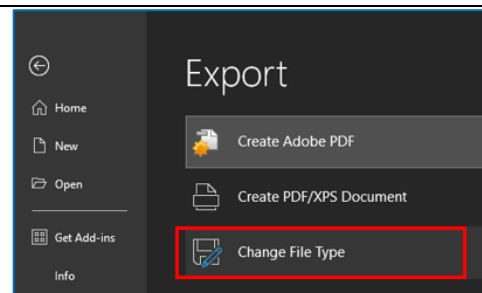 Export
Home
New
Open
Get Add-ins
Info
Create Adobe PDF
Create PDF/XPS Document
Change File Type